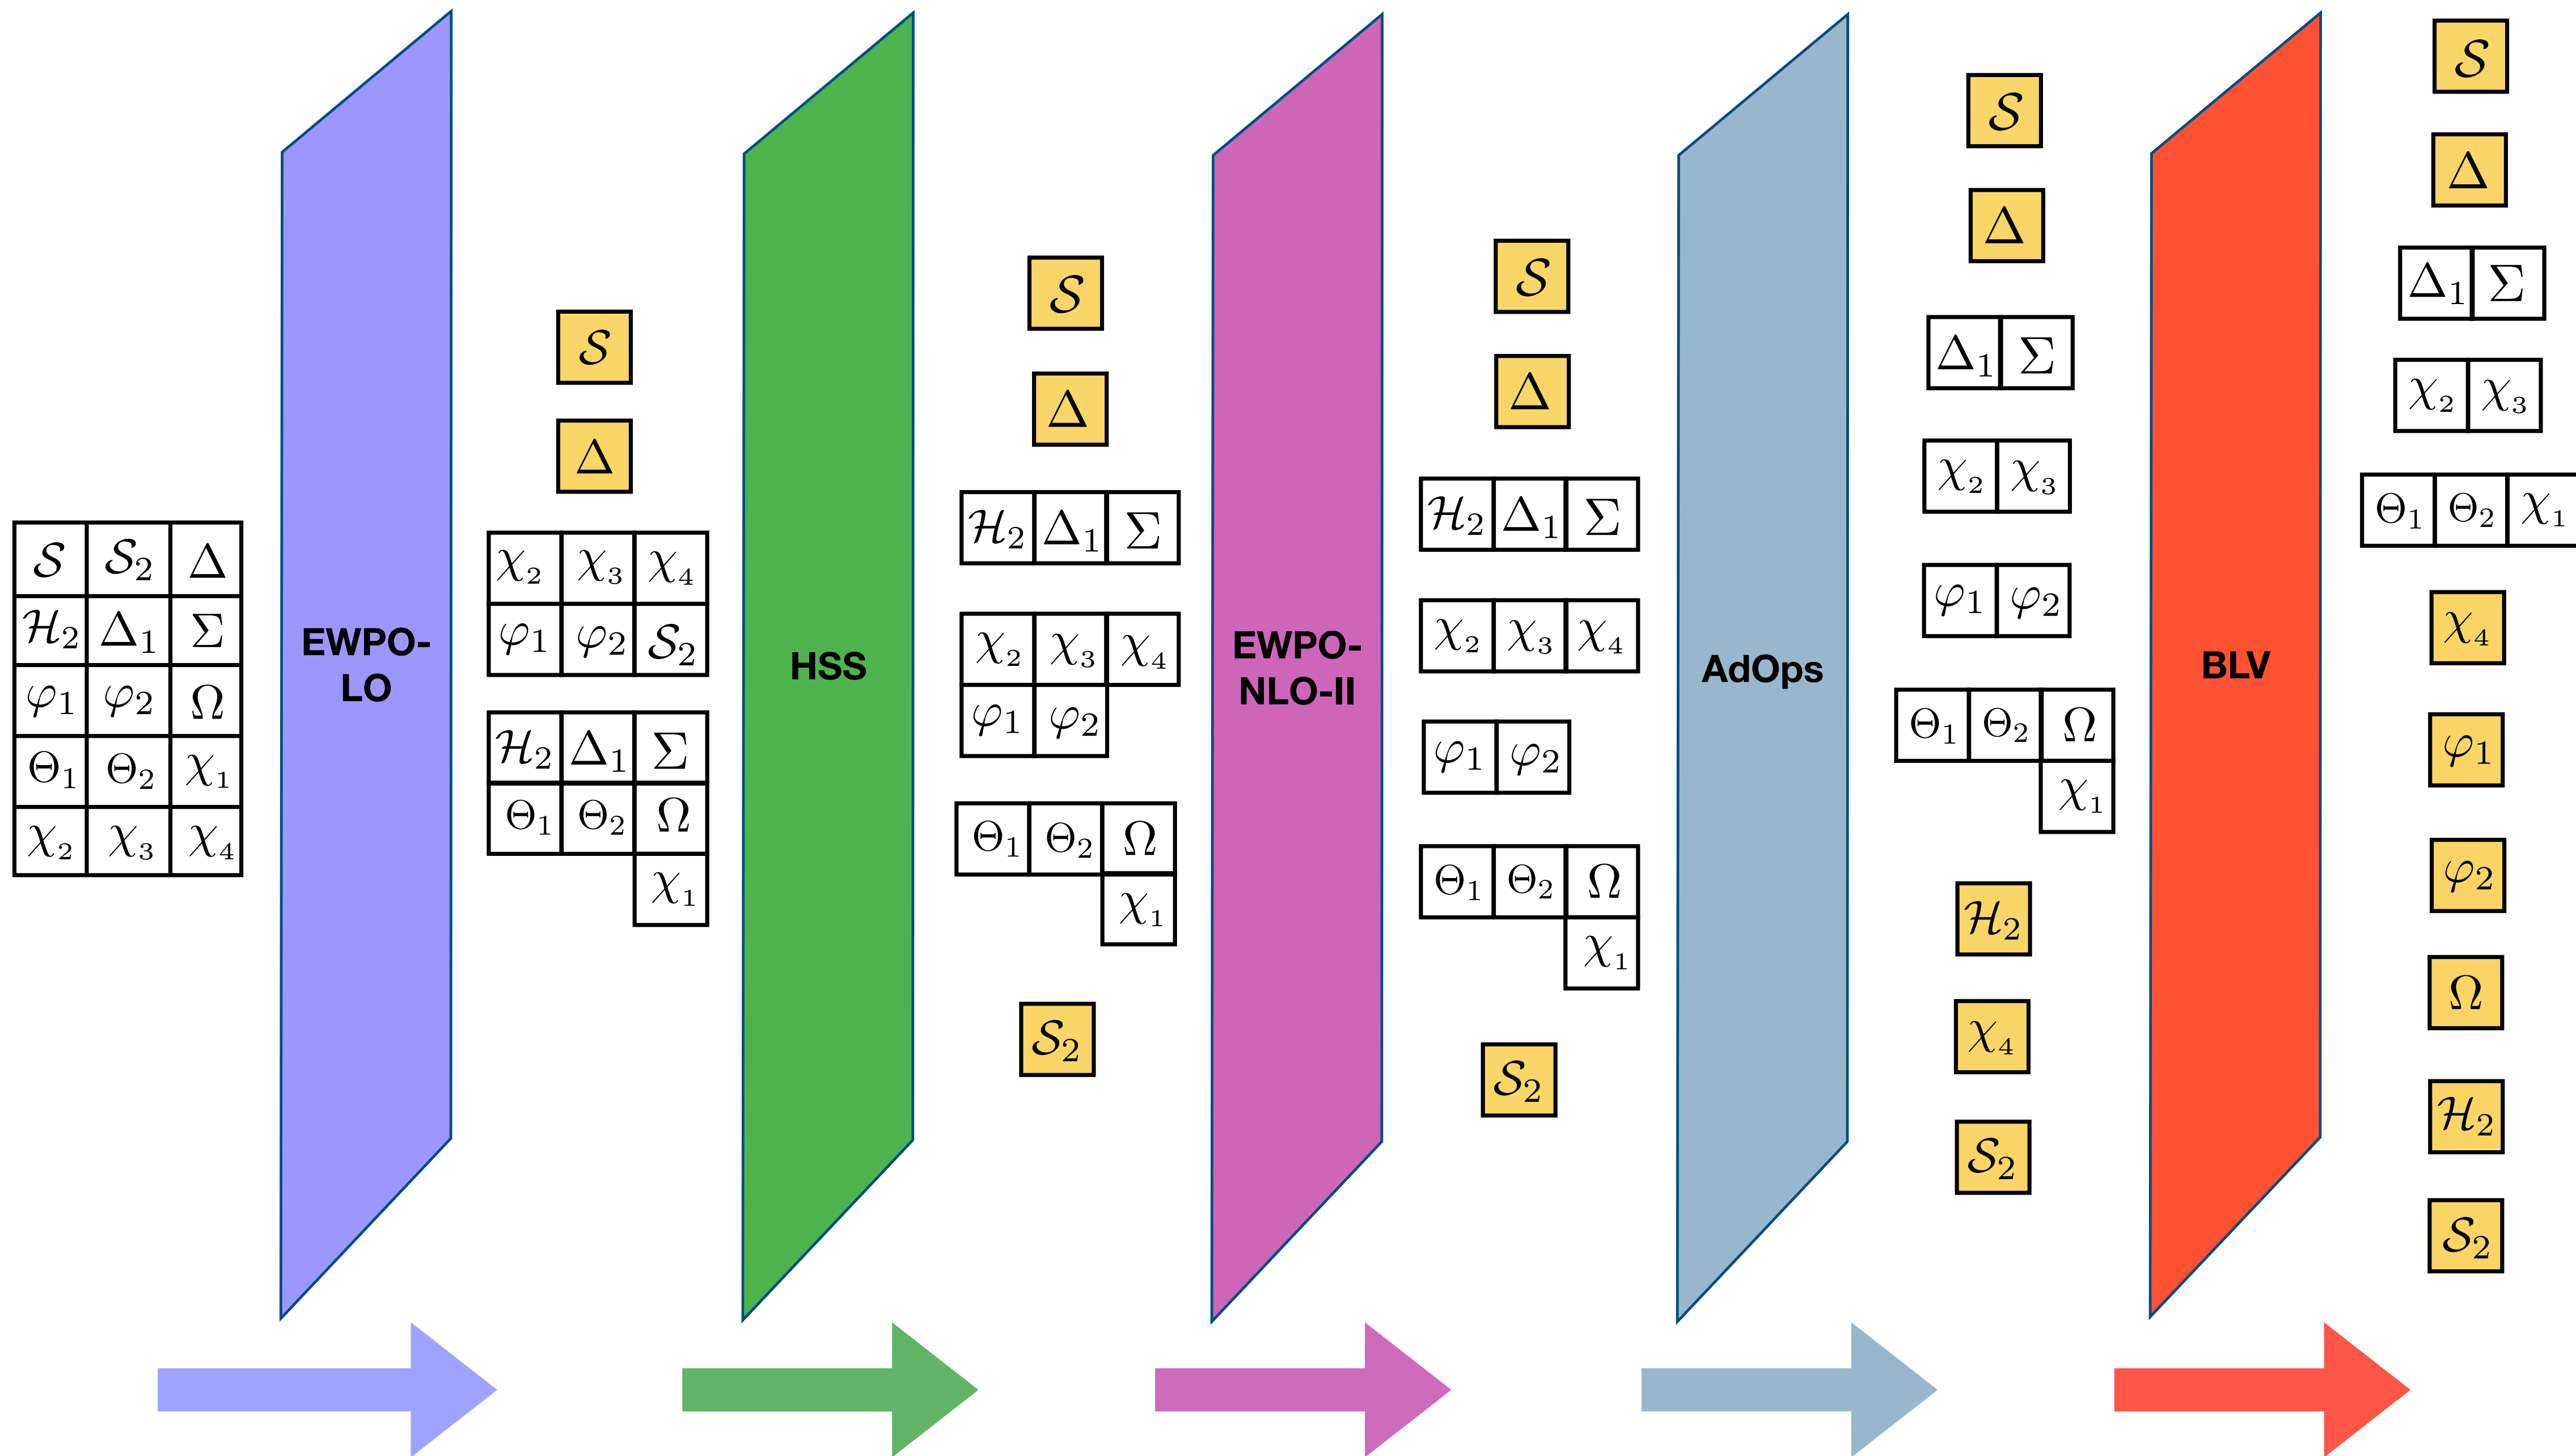 𝒮 𝒮₂ Δ
ℋ₂ Δ₁ Σ
φ₁ φ₂ Ω
Θ₁ Θ₂ χ₁
χ₂ χ₃ χ₄
EWPO-
LO
𝒮
Δ
χ₂ χ₃ χ₄
φ₁ φ₂ 𝒮₂
ℋ₂ Δ₁ Σ
Θ₁ Θ₂ Ω
χ₁
HSS
𝒮
Δ
ℋ₂ Δ₁ Σ
χ₂ χ₃ χ₄
φ₁ φ₂
Θ₁ Θ₂ Ω
χ₁
𝒮₂
EWPO-
NLO-II
𝒮
Δ
ℋ₂ Δ₁ Σ
χ₂ χ₃ χ₄
φ₁ φ₂
Θ₁ Θ₂ Ω
χ₁
𝒮₂
AdOps
𝒮
Δ
Δ₁ Σ
χ₂ χ₃
φ₁ φ₂
Θ₁ Θ₂ Ω
χ₁
ℋ₂
χ₄
𝒮₂
BLV
𝒮
Δ
Δ₁ Σ
χ₂ χ₃
Θ₁ Θ₂ χ₁
χ₄
φ₁
φ₂
Ω
ℋ₂
𝒮₂